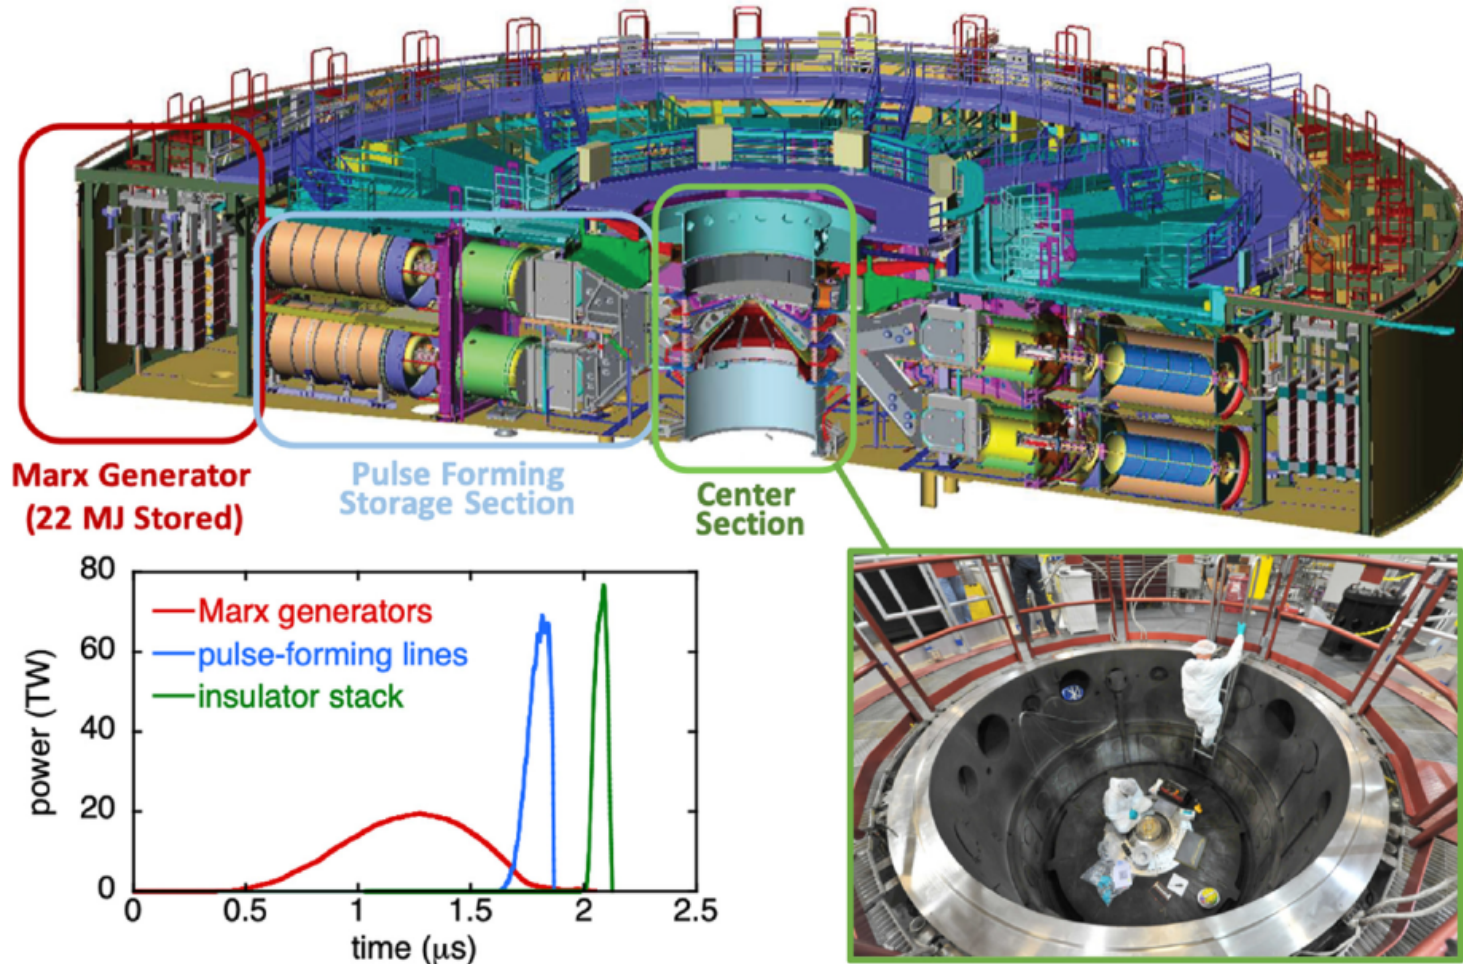 Marx Generator
(22 MJ Stored)
Pulse Forming
Storage Section
Center
Section
80
60
40
20
0
power (TW)
Marx generators
pulse-forming lines
insulator stack
0
0.5
1
1.5
2
2.5
time (μs)